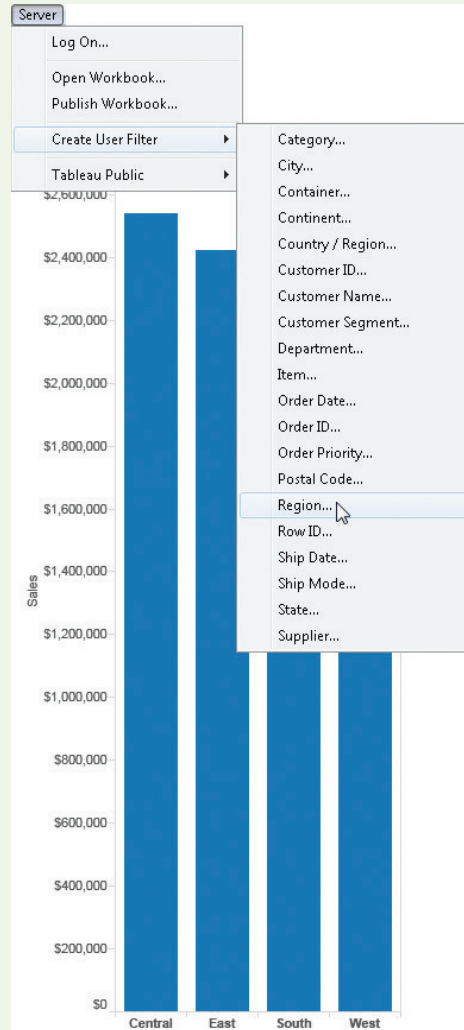 Server
Log On...
Open Workbook...
Publish Workbook...
Create User Filter
Tableau Public
Category...
City...
Container...
Continent...
Country / Region...
Customer ID...
Customer Name...
Customer Segment...
Department...
Item...
Order Date...
Order ID...
Order Priority...
Postal Code...
Region...
Row ID...
Ship Date...
Ship Mode...
State...
Supplier...
$2,600,000
$2,400,000
$2,200,000
$2,000,000
$1,800,000
$1,600,000
$1,400,000
$1,200,000
$1,000,000
$800,000
$600,000
$400,000
$200,000
$0
Sales
Central East South West